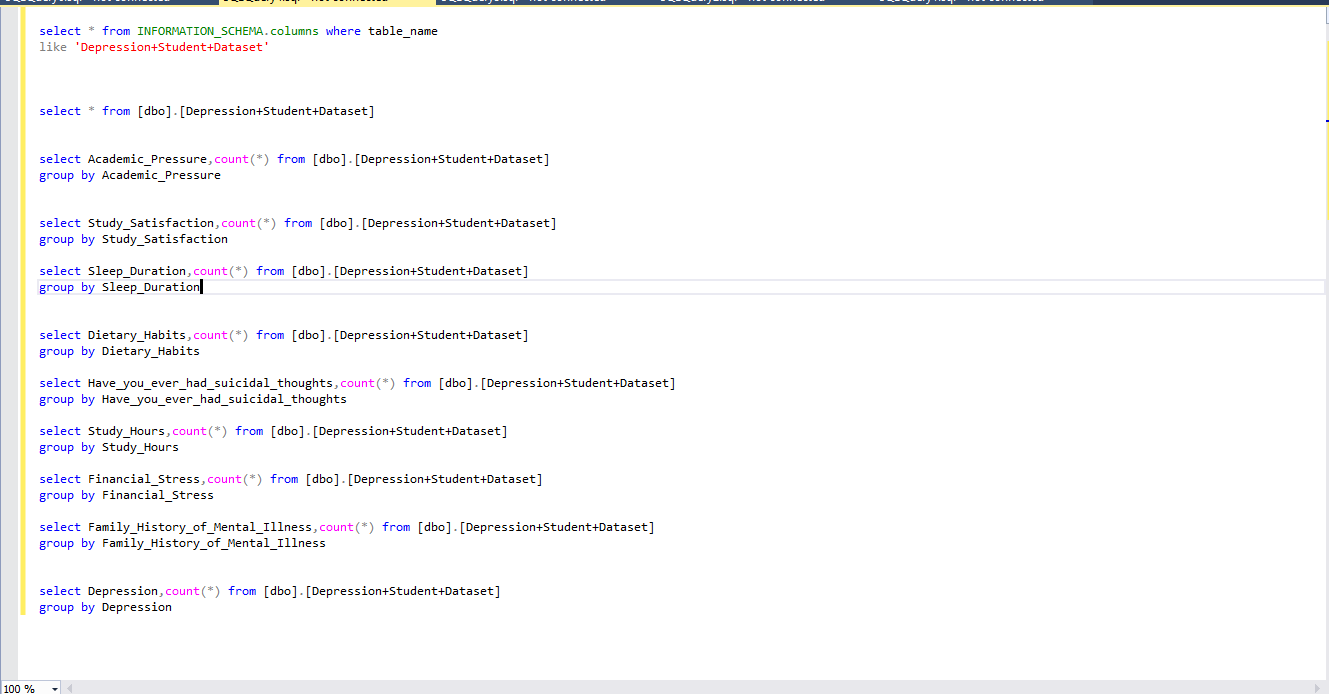 select * from INFORMATION_SCHEMA.columns where table_name
like 'Depression+Student+Dataset'
select * from [dbo].[Depression+Student+Dataset]
select Academic_Pressure,count(*) from [dbo].[Depression+Student+Dataset]
group by Academic_Pressure
select Study_Satisfaction,count(*) from [dbo].[Depression+Student+Dataset]
group by Study_Satisfaction
select Sleep_Duration,count(*) from [dbo].[Depression+Student+Dataset]
group by Sleep_Duration
select Dietary_Habits,count(*) from [dbo].[Depression+Student+Dataset]
group by Dietary_Habits
select Have_you_ever_had_suicidal_thoughts,count(*) from [dbo].[Depression+Student+Dataset]
group by Have_you_ever_had_suicidal_thoughts
select Study_Hours,count(*) from [dbo].[Depression+Student+Dataset]
group by Study_Hours
select Financial_Stress,count(*) from [dbo].[Depression+Student+Dataset]
group by Financial_Stress
select Family_History_of_Mental_Illness,count(*) from [dbo].[Depression+Student+Dataset]
group by Family_History_of_Mental_Illness
select Depression,count(*) from [dbo].[Depression+Student+Dataset]
group by Depression
100 %